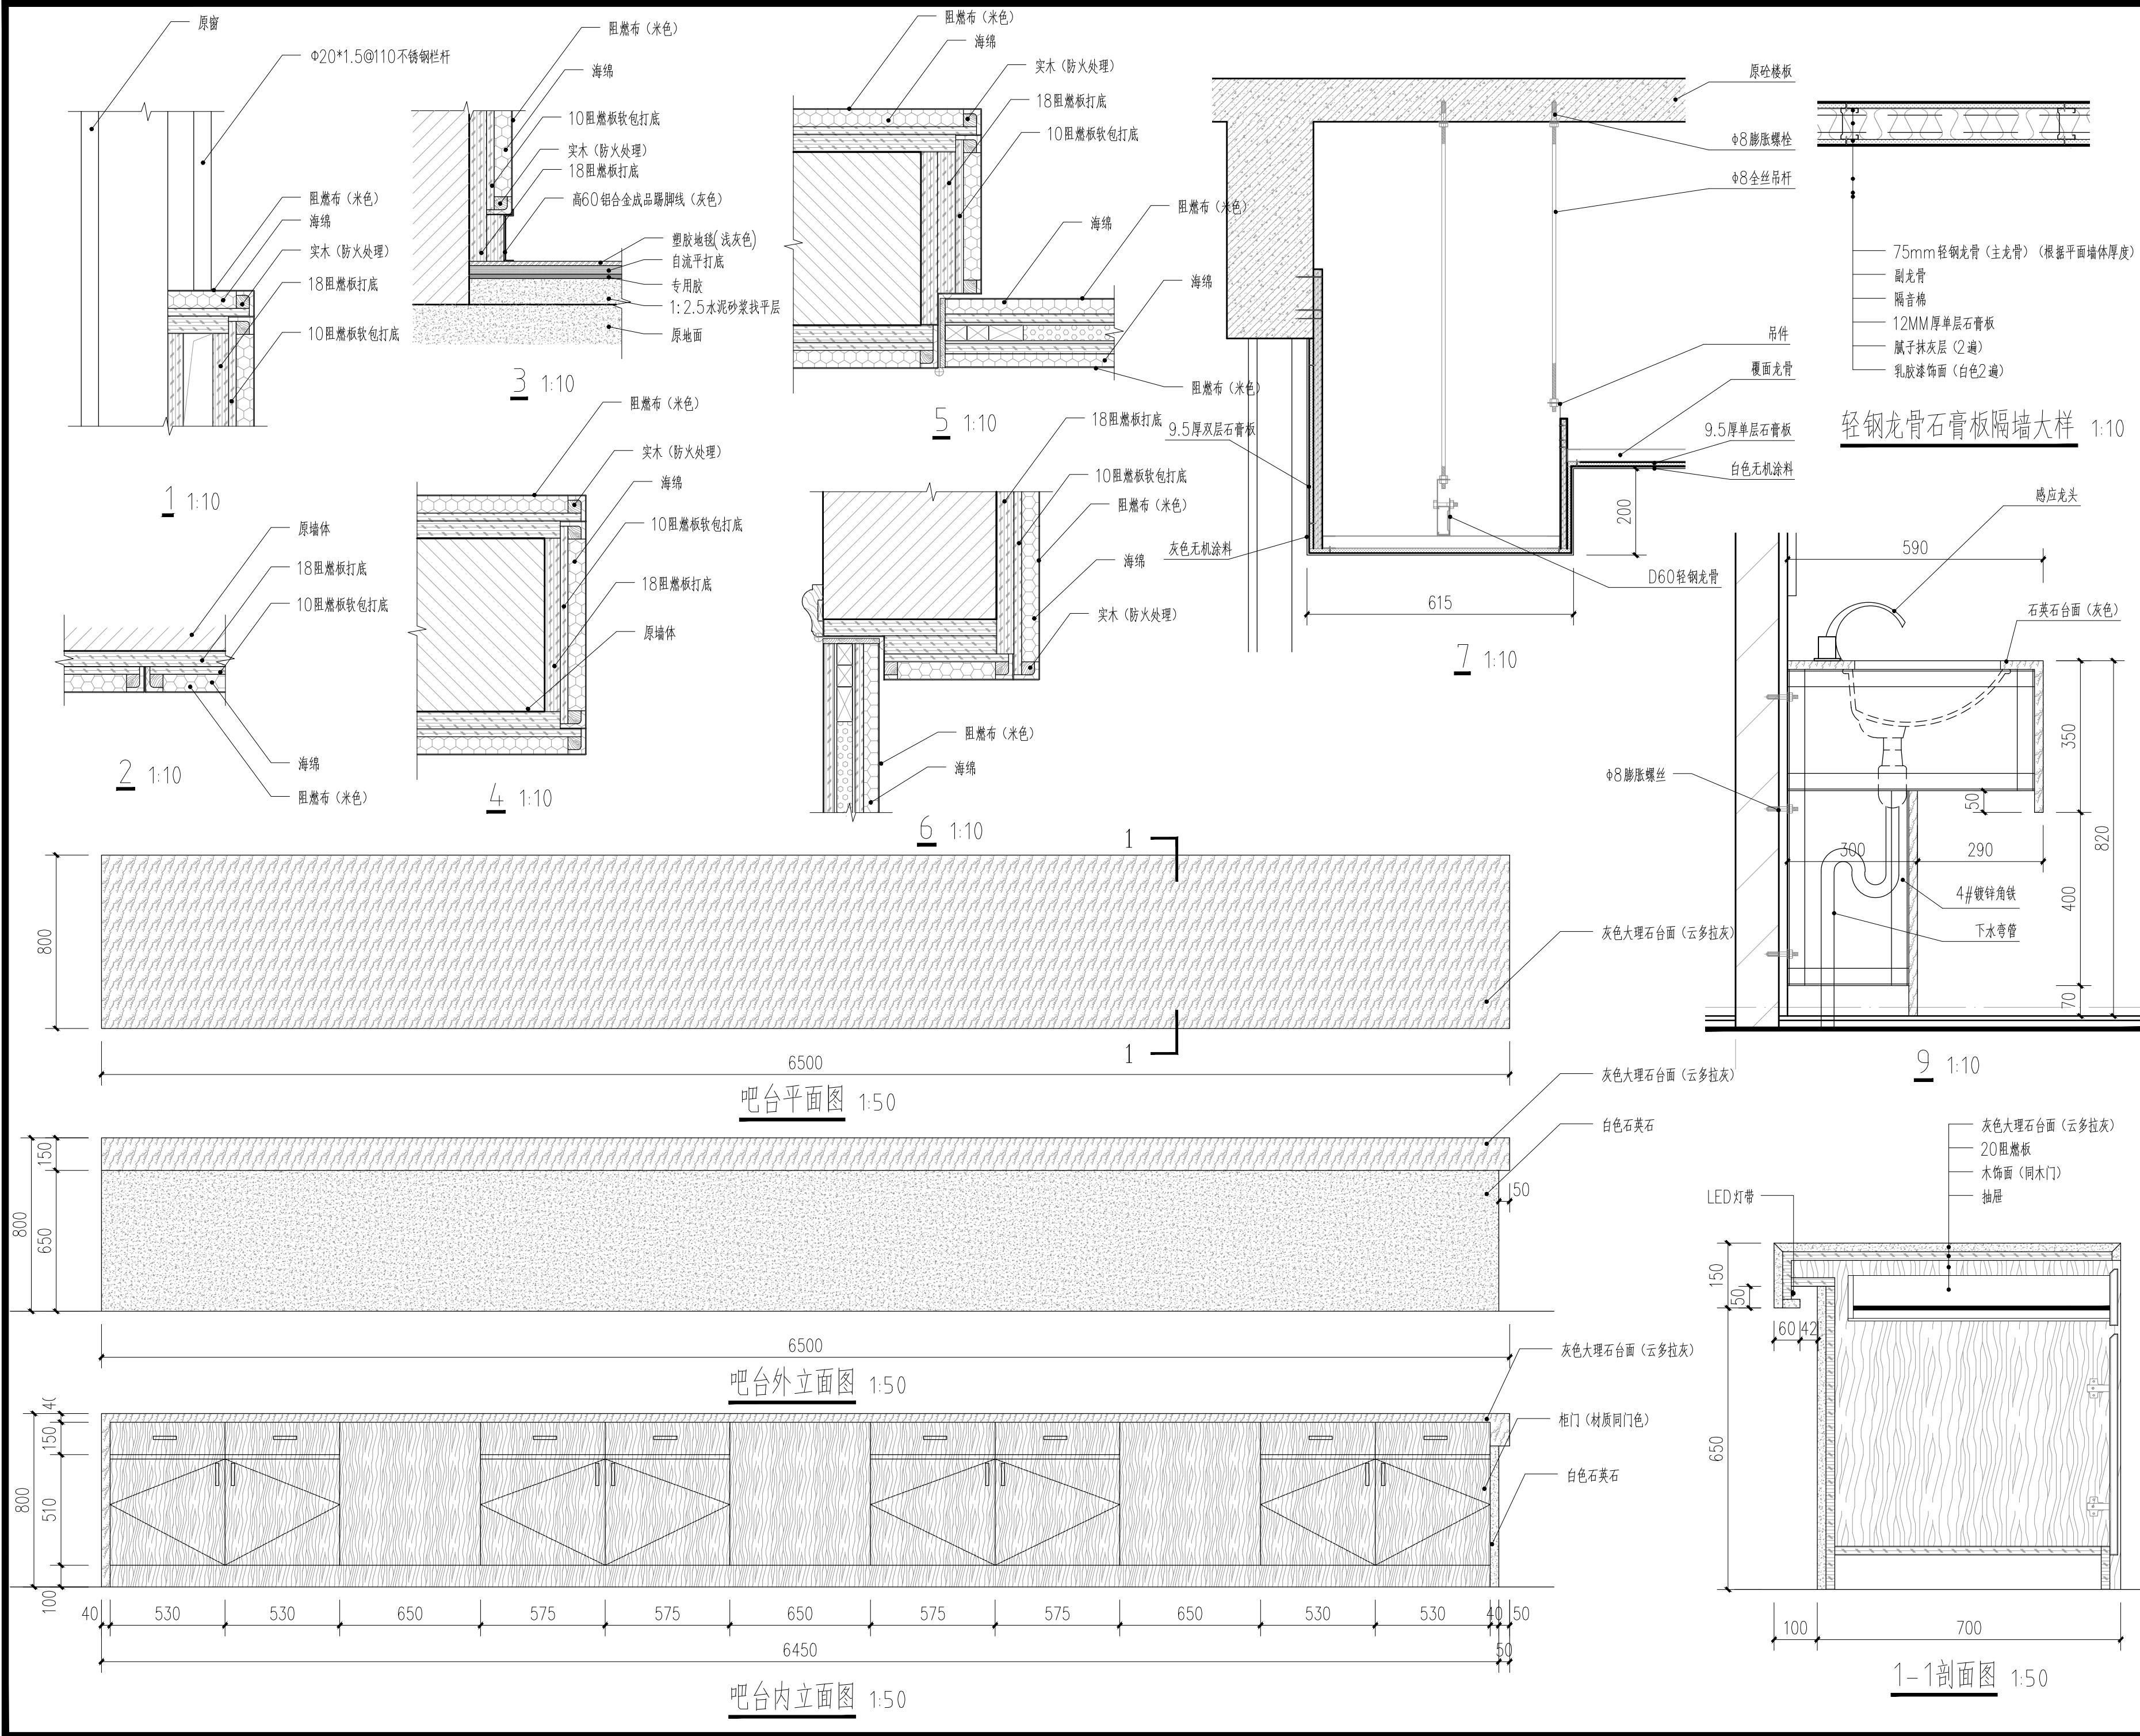 原窗
Φ20*1.5@110不锈钢栏杆
阻燃布（米色）
海绵
实木（防火处理）
18阻燃板打底
10阻燃板软包打底
1 1:10
阻燃布（米色）
海绵
10阻燃板软包打底
实木（防火处理）
18阻燃板打底
高60铝合金成品踢脚线（灰色）
塑胶地毯(浅灰色)
自流平打底
专用胶
1:2.5水泥砂浆找平层
原地面
3 1:10
阻燃布（米色）
海绵
实木（防火处理）
18阻燃板打底
10阻燃板软包打底
阻燃布（米色）
海绵
海绵
阻燃布（米色）
5 1:10
原砼楼板
Φ8膨胀螺栓
Φ8全丝吊杆
吊件
覆面龙骨
9.5厚双层石膏板
9.5厚单层石膏板
白色无机涂料
灰色无机涂料
200
D60轻钢龙骨
615
7 1:10
75mm轻钢龙骨（主龙骨）（根据平面墙体厚度）
副龙骨
隔音棉
12MM厚单层石膏板
腻子抹灰层（2遍）
乳胶漆饰面（白色2遍）
轻钢龙骨石膏板隔墙大样 1:10
原墙体
18阻燃板打底
10阻燃板软包打底
海绵
阻燃布（米色）
2 1:10
阻燃布（米色）
实木（防火处理）
海绵
10阻燃板软包打底
18阻燃板打底
原墙体
4 1:10
18阻燃板打底
10阻燃板软包打底
阻燃布（米色）
海绵
实木（防火处理）
阻燃布（米色）
海绵
6 1:10
感应龙头
590
石英石台面（灰色）
Φ8膨胀螺丝
350
50
820
300
290
400
4#镀锌角铁
下水弯管
70
9 1:10
1
800
灰色大理石台面（云多拉灰）
1
6500
吧台平面图 1:50
灰色大理石台面（云多拉灰）
白色石英石
150
800
650
50
6500
吧台外立面图 1:50
灰色大理石台面（云多拉灰）
柜门（材质同门色）
白色石英石
150
800
510
100
40 530 530 650 575 575 650 575 575 650 530 530 40 50
6450 50
吧台内立面图 1:50
灰色大理石台面（云多拉灰）
20阻燃板
木饰面（同木门）
抽屉
LED灯带
150
50
60 42
650
100 700
1-1剖面图 1:50